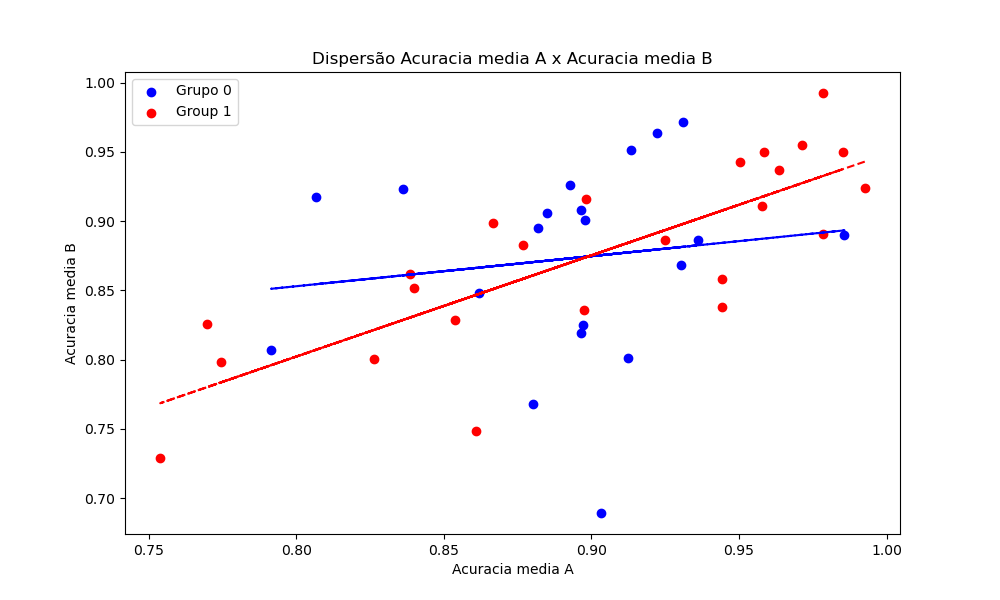 Dispersão Acuracia media A x Acuracia media B
Grupo 0
Group 1
Acuracia media B
1.00
0.95
0.90
0.85
0.80
0.75
0.70
0.75 0.80 0.85 0.90 0.95 1.00
Acuracia media A